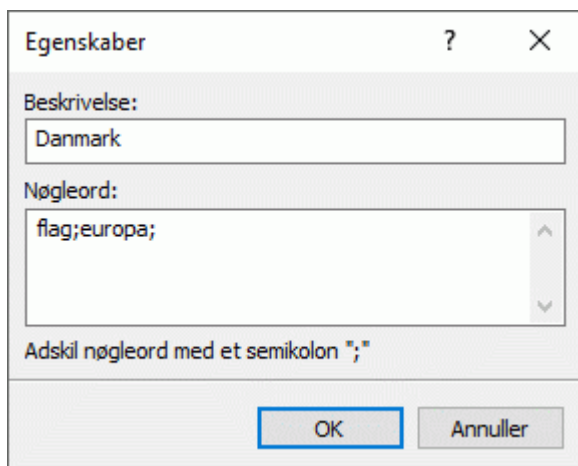 Egenskaber
Beskrivelse:
Danmark
Nøgleord:
flag;europa;
Adskil nøgleord med et semikolon ";"
OK Annuller